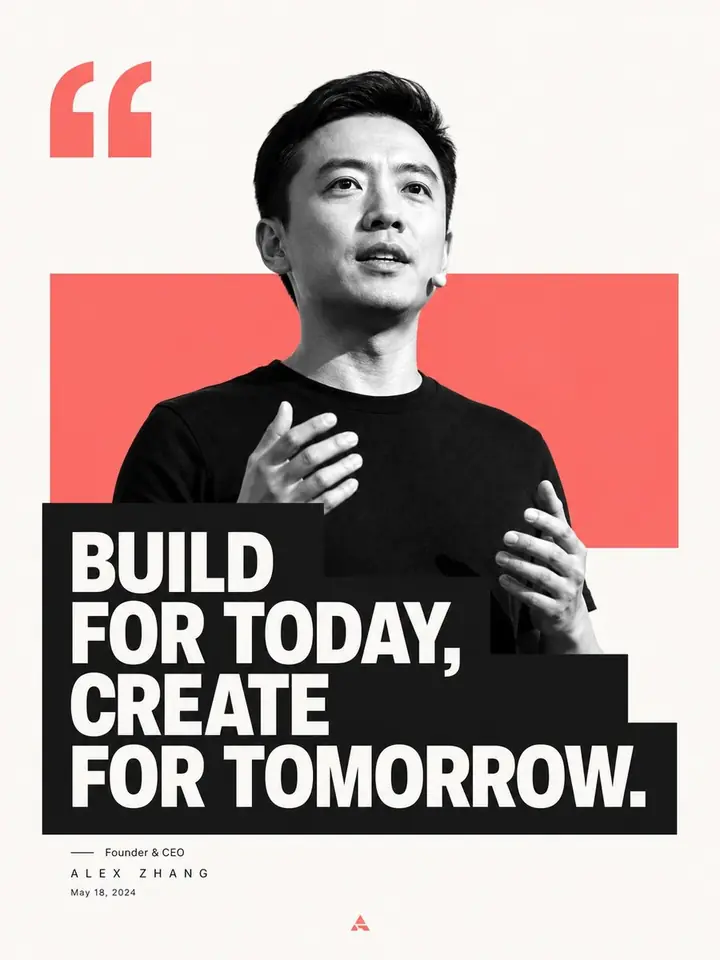 “
BUILD
FOR TODAY,
CREATE
FOR TOMORROW.
Founder & CEO
ALEX ZHANG
May 18, 2024